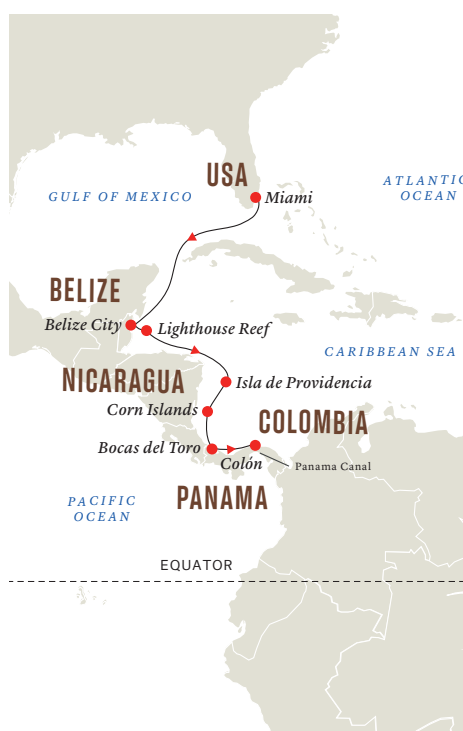 USA
ATLANTIC
OCEAN
GULF OF MEXICO
Miami
BELIZE
Belize City
Lighthouse Reef
CARIBBEAN SEA
NICARAGUA
Isla de Providencia
Corn Islands
COLOMBIA
Bocas del Toro
Colón
Panama Canal
PANAMA
PACIFIC
OCEAN
EQUATOR